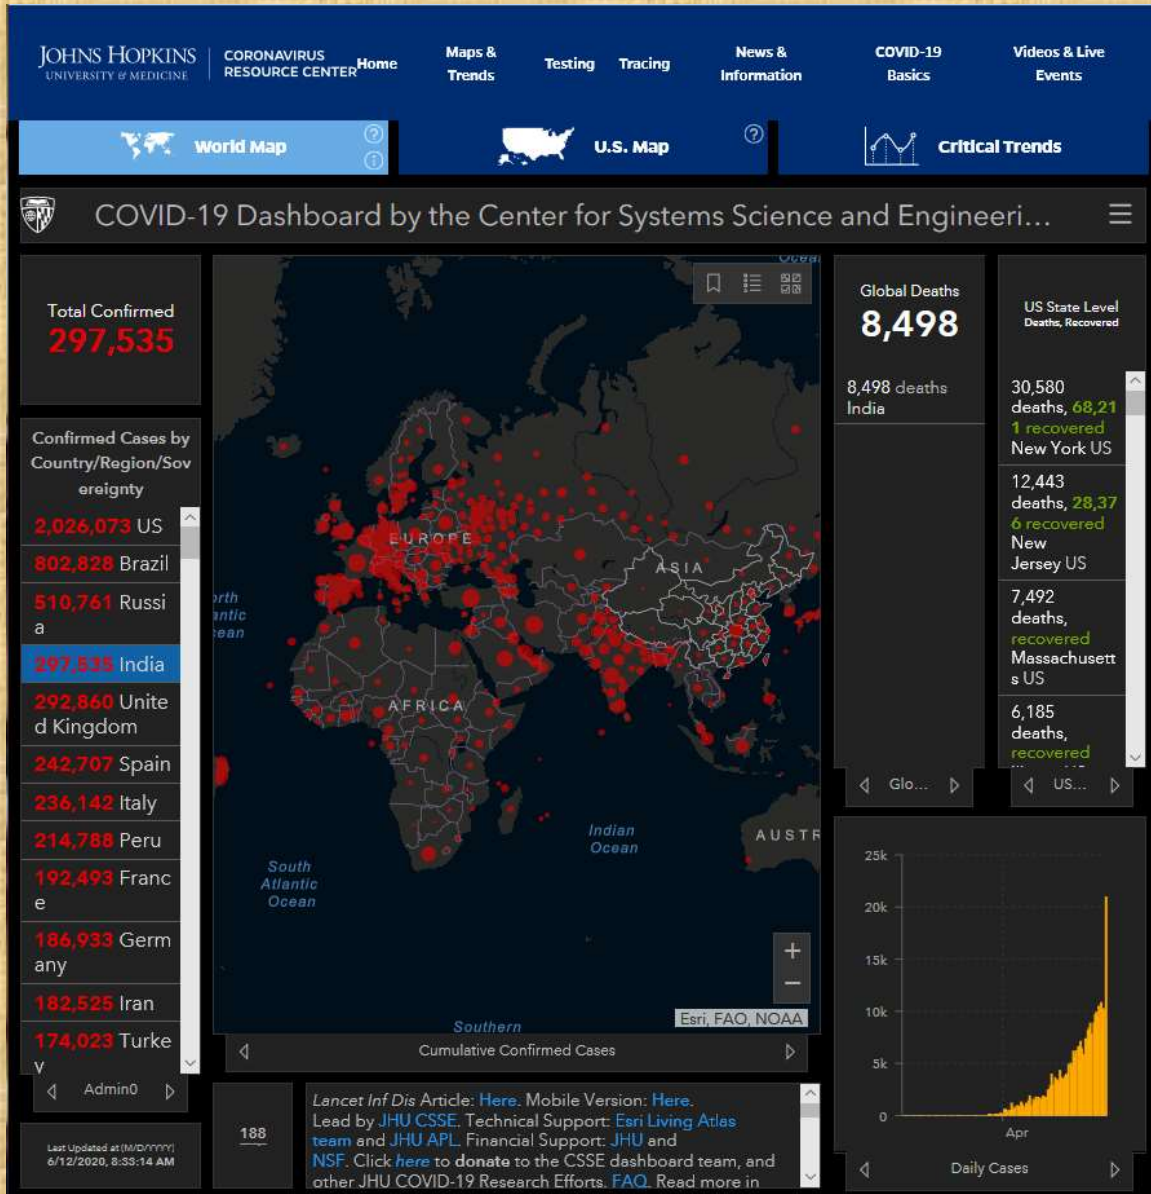 JOHNS HOPKINS
UNIVERSITY & MEDICINE
CORONAVIRUS
RESOURCE CENTER
Home
Maps &
Trends
Testing
Tracing
News &
Information
COVID-19
Basics
Videos & Live
Events
World Map
U.S. Map
Critical Trends
COVID-19 Dashboard by the Center for Systems Science and Engineeri...
Total Confirmed
297,535
Confirmed Cases by
Country/Region/Sov
ereignty
2,026,073 US
802,828 Brazil
510,761 Russi
a
297,535 India
292,860 Unite
d Kingdom
242,707 Spain
236,142 Italy
214,788 Peru
192,493 Franc
e
186,933 Germ
any
182,525 Iran
174,023 Turke
y
Admin0
Last Updated at (M/D/YYYY)
6/12/2020, 8:33:14 AM
Ocea
EUROPE
ASIA
orth
antic
cean
AFRICA
Indian
Ocean
AUSTR
South
Atlantic
Ocean
Southern
+
−
Esri, FAO, NOAA
Cumulative Confirmed Cases
188
Lancet Inf Dis Article: Here. Mobile Version: Here.
Lead by JHU CSSE. Technical Support: Esri Living Atlas
team and JHU APL. Financial Support: JHU and
NSF. Click here to donate to the CSSE dashboard team, and
other JHU COVID-19 Research Efforts. FAQ. Read more in
Global Deaths
8,498
8,498 deaths
India
Glo...
US State Level
Deaths, Recovered
30,580
deaths, 68,21
1 recovered
New York US
12,443
deaths, 28,37
6 recovered
New
Jersey US
7,492
deaths,
recovered
Massachusett
s US
6,185
deaths,
recovered
US...
25k
20k
15k
10k
5k
0
Apr
Daily Cases